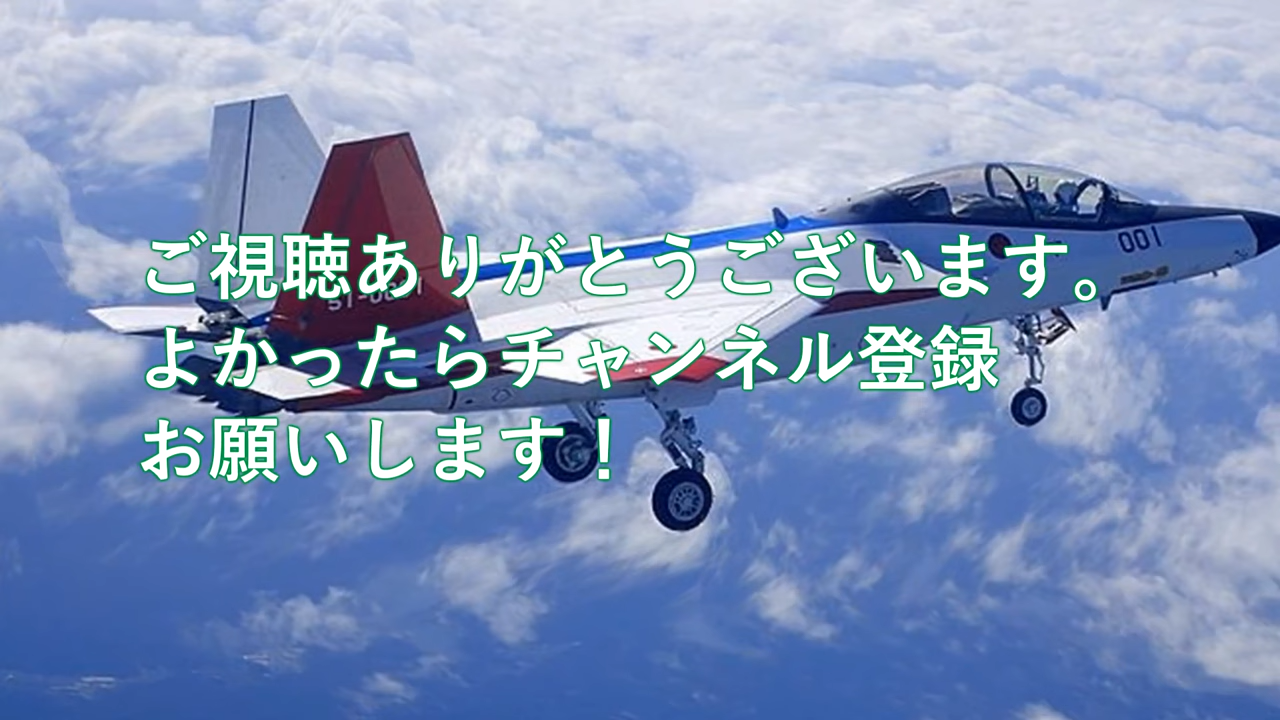 ご視聴ありがとうございます。
よかったらチャンネル登録
お願いします！
001